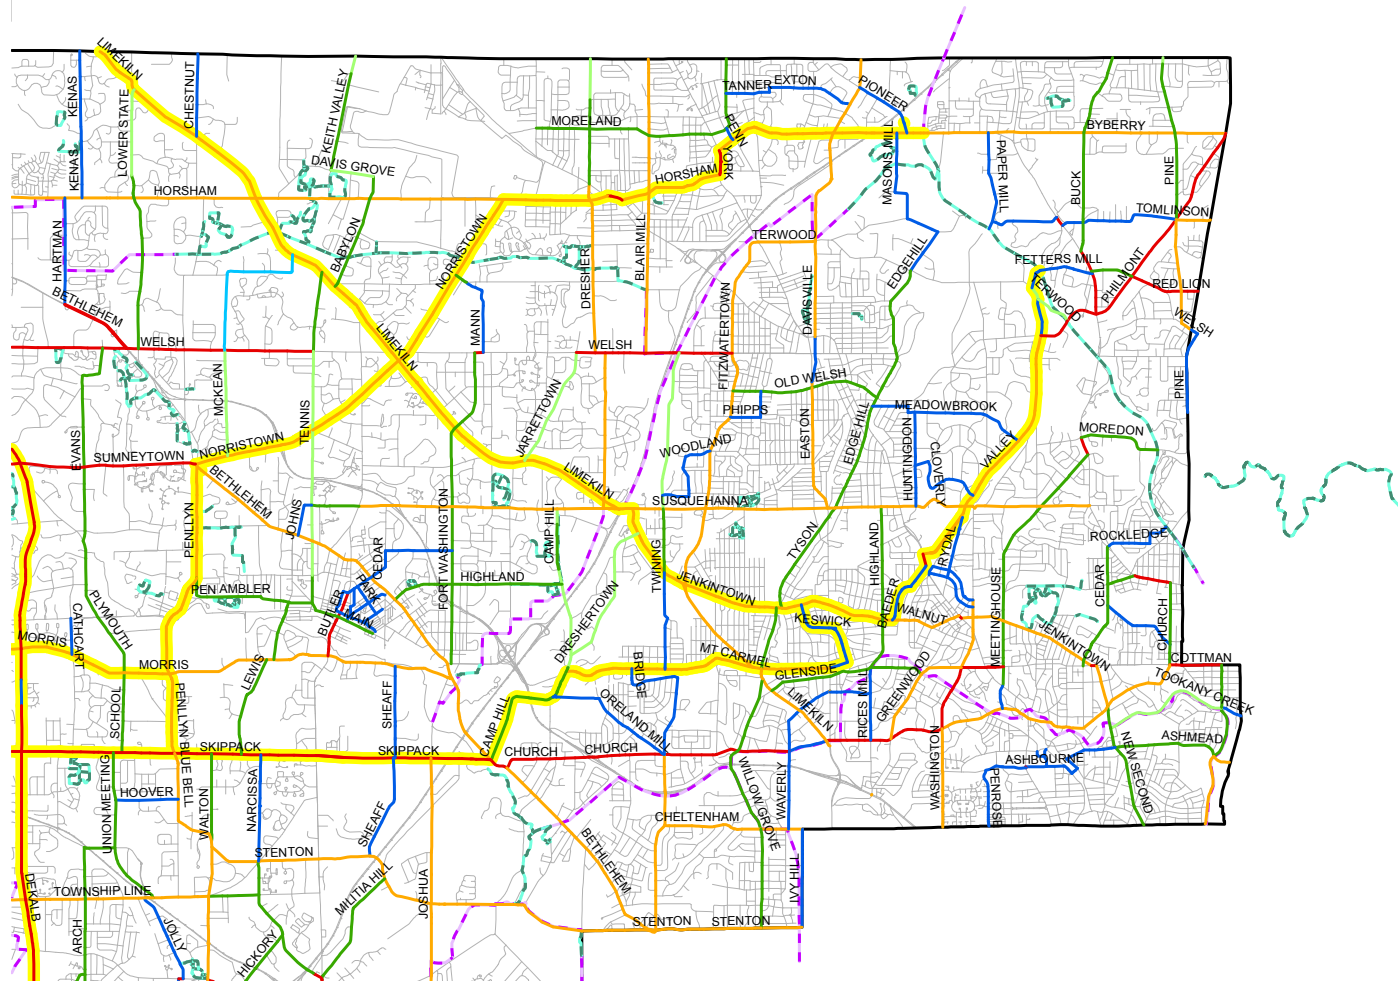 LIMEKILN
KENAS
KENAS
LOWER STATE
CHESTNUT
KEITH VALLEY
DAVIS GROVE
MORELAND
TANNER
EXTON
PIONEER
PENN
YORK
MASONS MILL
BYBERRY
PAPER MILL
BUCK
PINE
HORSHAM
HORSHAM
TOMLINSON
HARTMAN
BABYLON
NORRISTOWN
DRESHER
BLAIR MILL
TERWOOD
EDGEHILL
FETTERS MILL
TERWOOD
PHILMONT
RED LION
WELSH
BETHLEHEM
WELSH
MANN
LIMEKILN
WELSH
FITZWATERTOWN
DAVISVILLE
OLD WELSH
PINE
MCKEAN
TENNIS
JARRETTOWN
PHIPPS
EASTON
EDGE HILL
MEADOWBROOK
HUNTINGDON
CLOVERLY
VALLEY
MOREDON
EVANS
SUMNEYTOWN
NORRISTOWN
BETHLEHEM
WOODLAND
LIMEKILN
SUSQUEHANNA
PENLLYN
JOHNS
CEDAR
PARK
FORT WASHINGTON
CAMP HILL
TWINING
TYSON
HIGHLAND
RYDAL
ROCKLEDGE
PEN AMBLER
BUTLER
MAIN
HIGHLAND
DRESHERTOWN
JENKINTOWN
KESWICK
BAEDER
WALNUT
MEETINGHOUSE
CEDAR
CHURCH
JENKINTOWN
PLYMOUTH
CATHCART
MORRIS
MORRIS
LEWIS
SHEAFF
BRIDGE
MT CARMEL
GLENSIDE
COTTMAN
TOOKANY CREEK
SCHOOL
PENLLYN BLUE BELL
SKIPPACK
SKIPPACK
CAMP HILL
CHURCH
CHURCH
ORELAND MILL
LIMEKILN
RICES MILL
GREENWOOD
WASHINGTON
ASHBOURNE
NEW SECOND
ASHMEAD
UNION MEETING
HOOVER
WALTON
NARCISSA
SHEAFF
WILLOW GROVE
WAVERLY
PENROSE
CHELTENHAM
STENTON
BETHLEHEM
IVY HILL
DEKALB
TOWNSHIP LINE
JOLLY
ARCH
HICKORY
MILITIA HILL
JOSHUA
STENTON
STENTON